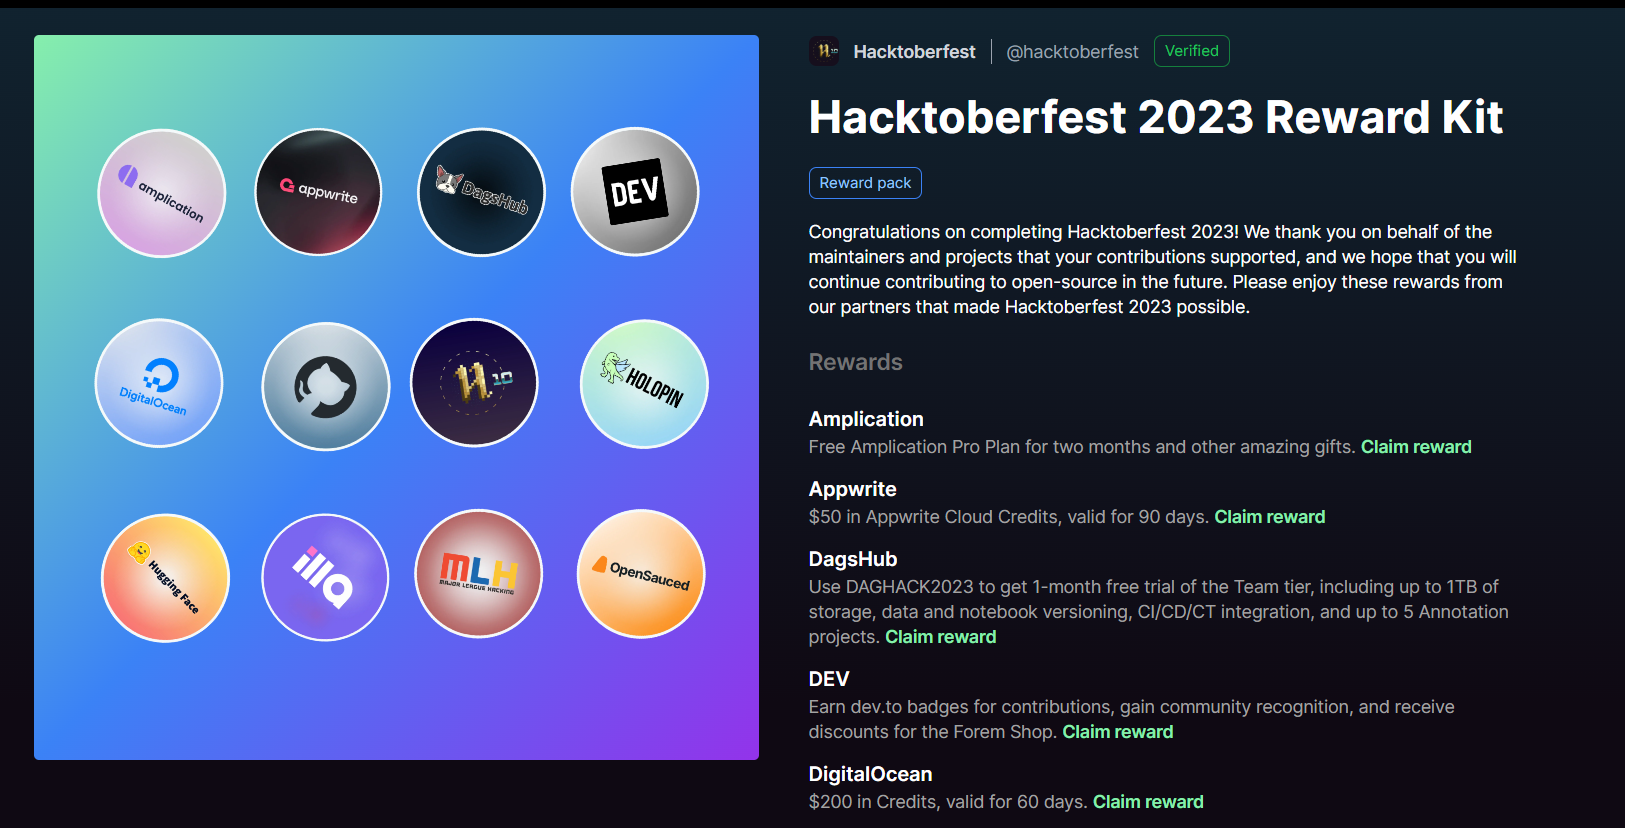 amplication
appwrite
DagsHub
DEV
DigitalOcean
10
HOLOPIN
Hugging Face
illa
MLH
MAJOR LEAGUE HACKING
OpenSauced
Hacktoberfest
@hacktoberfest
Verified
Hacktoberfest 2023 Reward Kit
Reward pack
Congratulations on completing Hacktoberfest 2023! We thank you on behalf of the
maintainers and projects that your contributions supported, and we hope that you will
continue contributing to open-source in the future. Please enjoy these rewards from
our partners that made Hacktoberfest 2023 possible.
Rewards
Amplication
Free Amplication Pro Plan for two months and other amazing gifts. Claim reward
Appwrite
$50 in Appwrite Cloud Credits, valid for 90 days. Claim reward
DagsHub
Use DAGHACK2023 to get 1-month free trial of the Team tier, including up to 1TB of
storage, data and notebook versioning, CI/CD/CT integration, and up to 5 Annotation
projects. Claim reward
DEV
Earn dev.to badges for contributions, gain community recognition, and receive
discounts for the Forem Shop. Claim reward
DigitalOcean
$200 in Credits, valid for 60 days. Claim reward